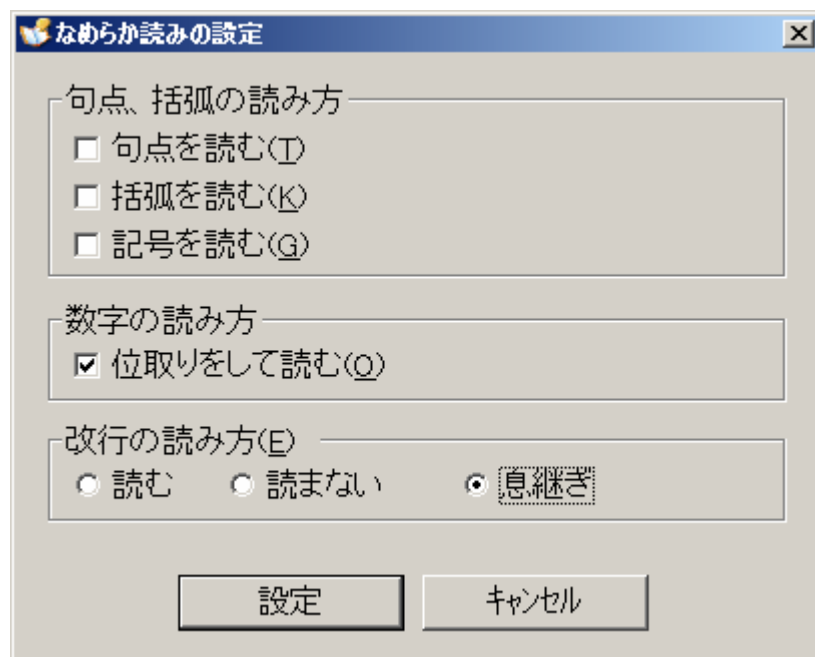 なめらか読みの設定
句点、括弧の読み方
句点を読む(T)
括弧を読む(K)
記号を読む(G)
数字の読み方
位取りをして読む(O)
改行の読み方(E)
読む 読まない 息継ぎ
設定 キャンセル